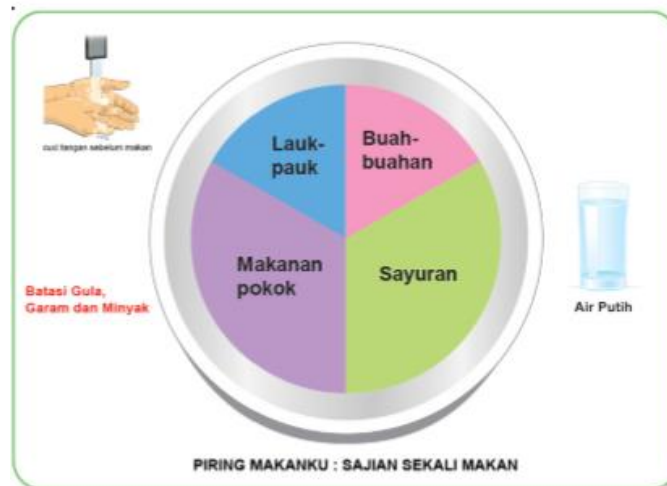 cuci tangan sebelum makan
Lauk-
pauk
Buah-
buahan
Makanan
pokok
Sayuran
Batasi Gula,
Garam dan Minyak
Air Putih
PIRING MAKANKU : SAJIAN SEKALI MAKAN